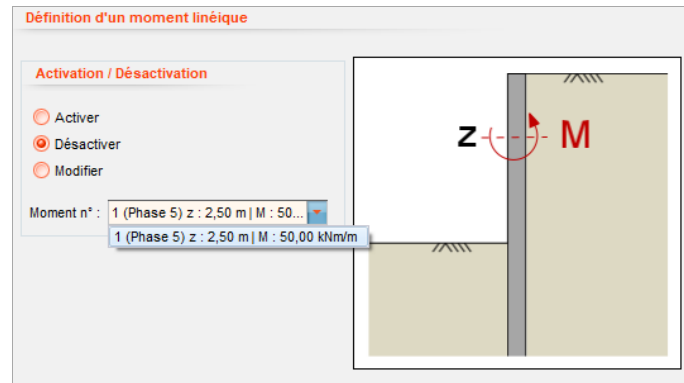 Définition d'un moment linéique
Activation / Désactivation
Activer
Désactiver
Modifier
Moment n° : 1 (Phase 5) z : 2,50 m | M : 50...
1 (Phase 5) z : 2,50 m | M : 50,00 kNm/m
z M